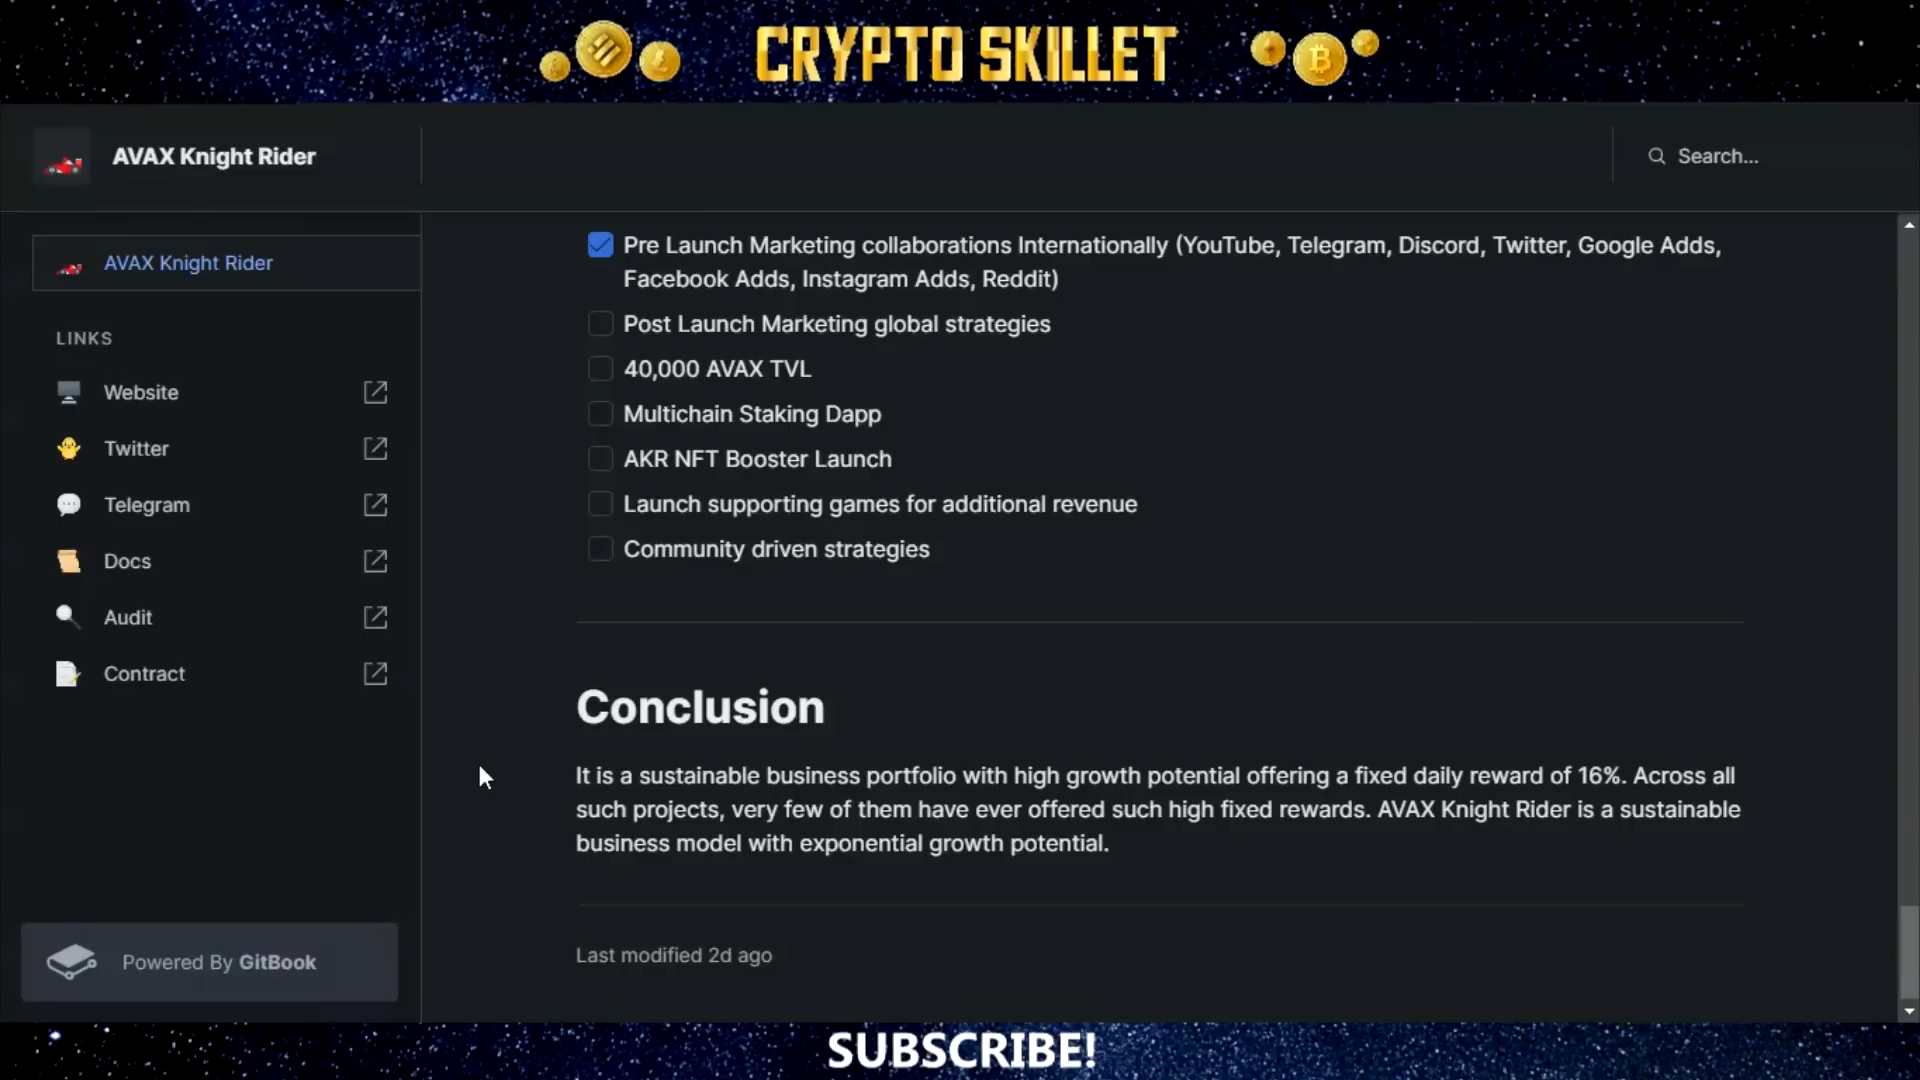 CRYPTO SKILLET
AVAX Knight Rider
Search...
AVAX Knight Rider
LINKS
Website
Twitter
Telegram
Docs
Audit
Contract
Powered By GitBook
Pre Launch Marketing collaborations Internationally (YouTube, Telegram, Discord, Twitter, Google Adds,
Facebook Adds, Instagram Adds, Reddit)
Post Launch Marketing global strategies
40,000 AVAX TVL
Multichain Staking Dapp
AKR NFT Booster Launch
Launch supporting games for additional revenue
Community driven strategies
Conclusion
It is a sustainable business portfolio with high growth potential offering a fixed daily reward of 16%. Across all
such projects, very few of them have ever offered such high fixed rewards. AVAX Knight Rider is a sustainable
business model with exponential growth potential.
Last modified 2d ago
SUBSCRIBE!